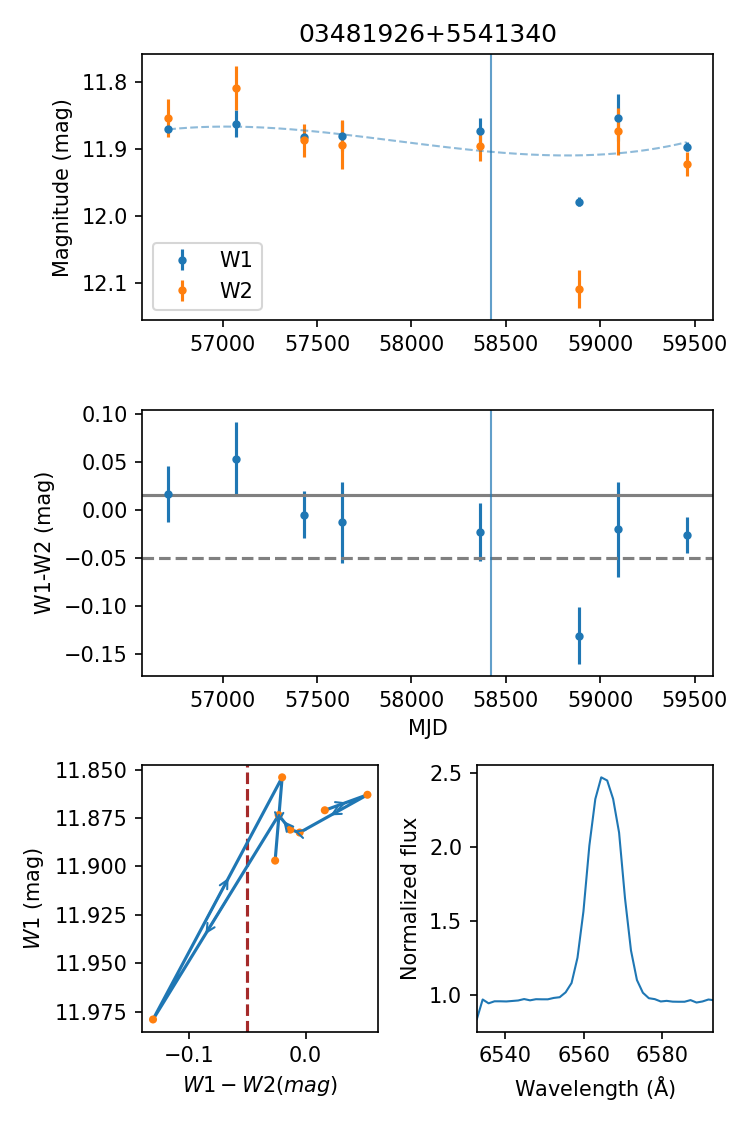 03481926+5541340
Magnitude (mag)
11.8
11.9
12.0
12.1
W1
W2
57000 57500 58000 58500 59000 59500
W1-W2 (mag)
0.10
0.05
0.00
−0.05
−0.10
−0.15
57000 57500 58000 58500 59000 59500
MJD
W1 (mag)
11.850
11.875
11.900
11.925
11.950
11.975
−0.1 0.0
W1 − W2(mag)
Normalized flux
2.5
2.0
1.5
1.0
6540 6560 6580
Wavelength (Å)